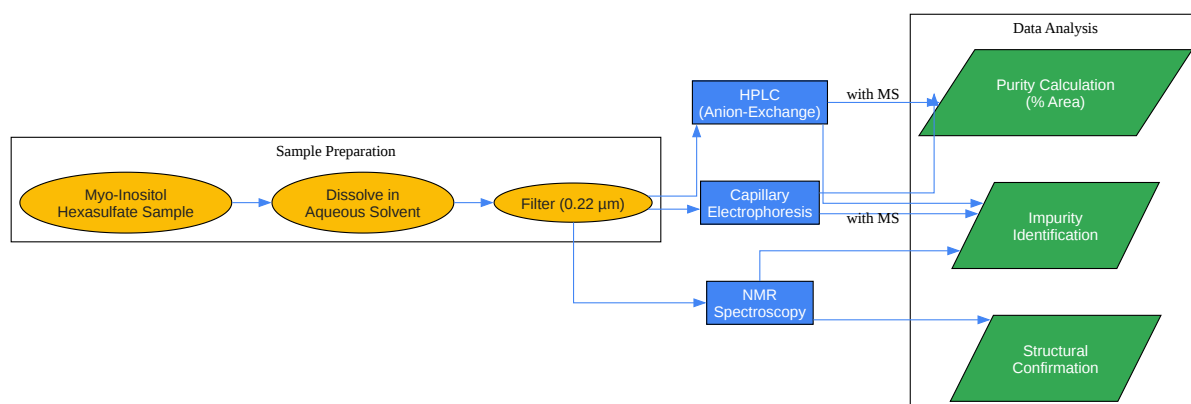 Data Analysis
HPLC
(Anion-Exchange)
with MS
Purity Calculation
(% Area)
Sample Preparation
Myo-Inositol
Hexasulfate Sample
Dissolve in
Aqueous Solvent
Filter (0.22 µm)
Capillary
Electrophoresis
with MS
Impurity
Identification
NMR
Spectroscopy
Structural
Confirmation